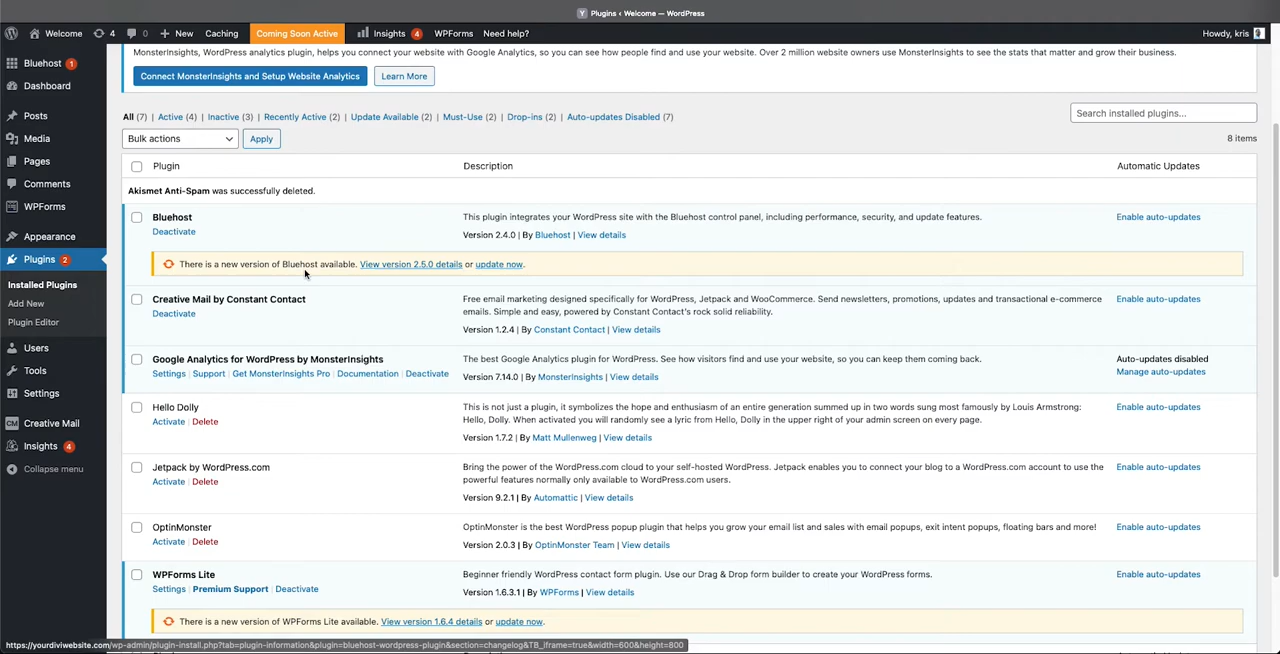 Plugins ‹ Welcome — WordPress
Welcome 4 0 New Caching Coming Soon Active Insights 4 WPForms Need help? Howdy, kris
MonsterInsights, WordPress analytics plugin, helps you connect your website with Google Analytics, so you can see how people find and use your website. Over 2 million website owners use MonsterInsights to see the stats that matter and grow their business.
Connect MonsterInsights and Setup Website Analytics Learn More
Bluehost 1
Dashboard
Posts
Media
Pages
Comments
WPForms
Appearance
Plugins 2
Installed Plugins
Add New
Plugin Editor
Users
Tools
Settings
Creative Mail
Insights 4
Collapse menu
All (7) | Active (4) | Inactive (3) | Recently Active (2) | Update Available (2) | Must-Use (2) | Drop-ins (2) | Auto-updates Disabled (7)
Search installed plugins...
Bulk actions Apply
8 items
Plugin Description Automatic Updates
Akismet Anti-Spam was successfully deleted.
Bluehost
Deactivate
This plugin integrates your WordPress site with the Bluehost control panel, including performance, security, and update features.
Version 2.4.0 | By Bluehost | View details
Enable auto-updates
There is a new version of Bluehost available. View version 2.5.0 details or update now.
Creative Mail by Constant Contact
Deactivate
Free email marketing designed specifically for WordPress, Jetpack and WooCommerce. Send newsletters, promotions, updates and transactional e-commerce
emails. Simple and easy, powered by Constant Contact's rock solid reliability.
Version 1.2.4 | By Constant Contact | View details
Enable auto-updates
Google Analytics for WordPress by MonsterInsights
Settings | Support | Get MonsterInsights Pro | Documentation | Deactivate
The best Google Analytics plugin for WordPress. See how visitors find and use your website, so you can keep them coming back.
Version 7.14.0 | By MonsterInsights | View details
Auto-updates disabled
Manage auto-updates
Hello Dolly
Activate | Delete
This is not just a plugin, it symbolizes the hope and enthusiasm of an entire generation summed up in two words sung most famously by Louis Armstrong:
Hello, Dolly. When activated you will randomly see a lyric from Hello, Dolly in the upper right of your admin screen on every page.
Version 1.7.2 | By Matt Mullenweg | View details
Enable auto-updates
Jetpack by WordPress.com
Activate | Delete
Bring the power of the WordPress.com cloud to your self-hosted WordPress. Jetpack enables you to connect your blog to a WordPress.com account to use the
powerful features normally only available to WordPress.com users.
Version 9.2.1 | By Automattic | View details
Enable auto-updates
OptinMonster
Activate | Delete
OptinMonster is the best WordPress popup plugin that helps you grow your email list and sales with email popups, exit intent popups, floating bars and more!
Version 2.0.3 | By OptinMonster Team | View details
Enable auto-updates
WPForms Lite
Settings | Premium Support | Deactivate
Beginner friendly WordPress contact form plugin. Use our Drag & Drop form builder to create your WordPress forms.
Version 1.6.3.1 | By WPForms | View details
Enable auto-updates
There is a new version of WPForms Lite available. View version 1.6.4 details or update now.
https://yourdiviwebsite.com/wp-admin/plugin-install.php?tab=plugin-information&plugin=bluehost-wordpress-plugin&section=changelog&TB_iframe=true&width=600&height=800